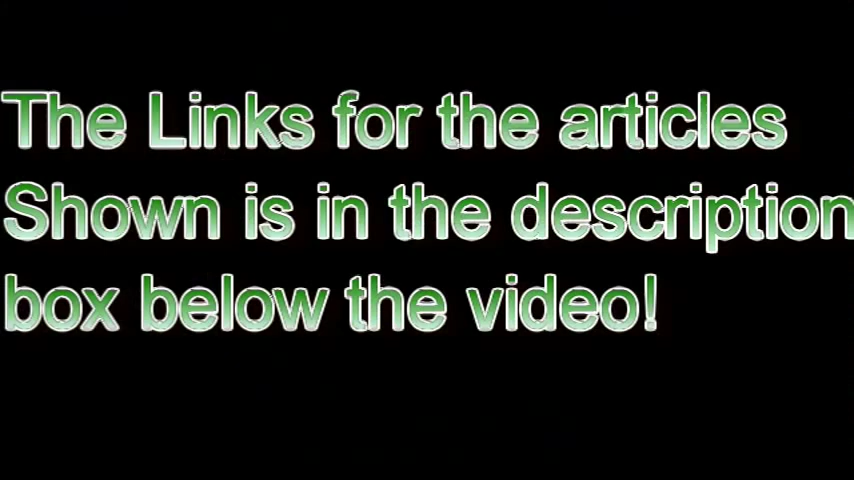 The Links for the articles
Shown is in the description
box below the video!